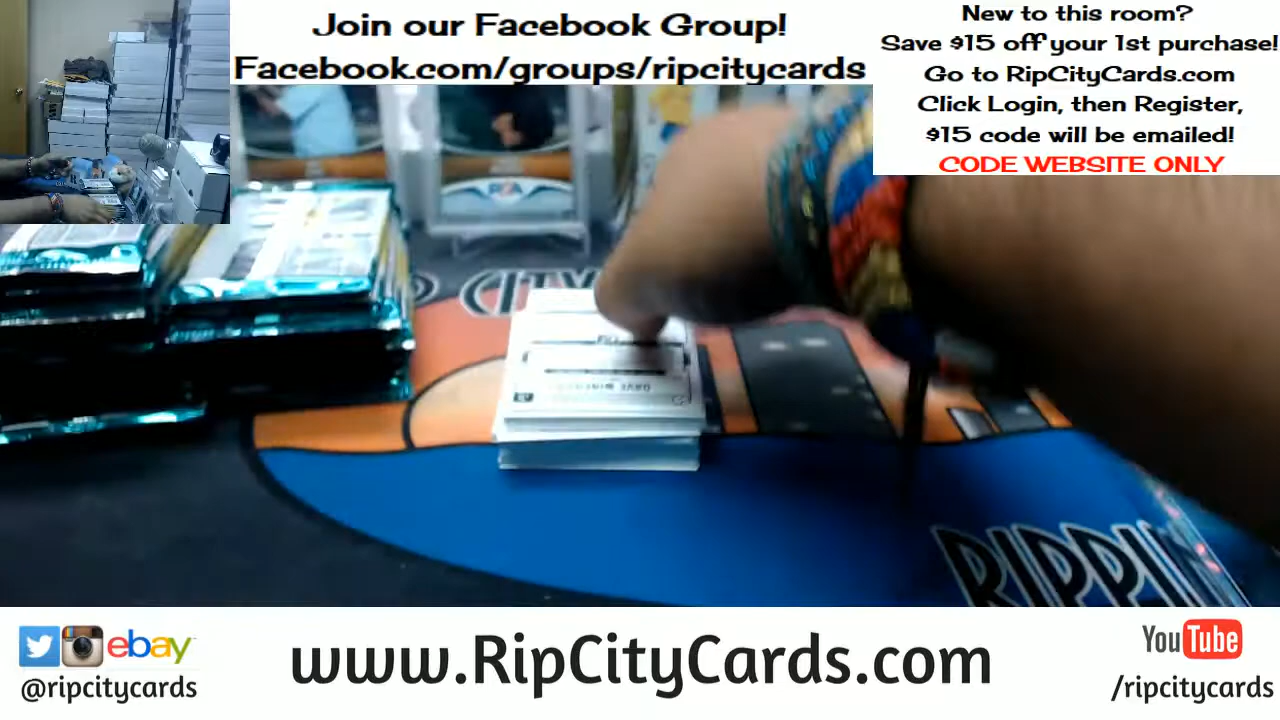 Join our Facebook Group!
Facebook.com/groups/ripcitycards
New to this room?
Save $15 off your 1st purchase!
Go to RipCityCards.com
Click Login, then Register,
$15 code will be emailed!
CODE WEBSITE ONLY
CITY
RIPPI
ebay
@ripcitycards
www.RipCityCards.com
YouTube
/ripcitycards